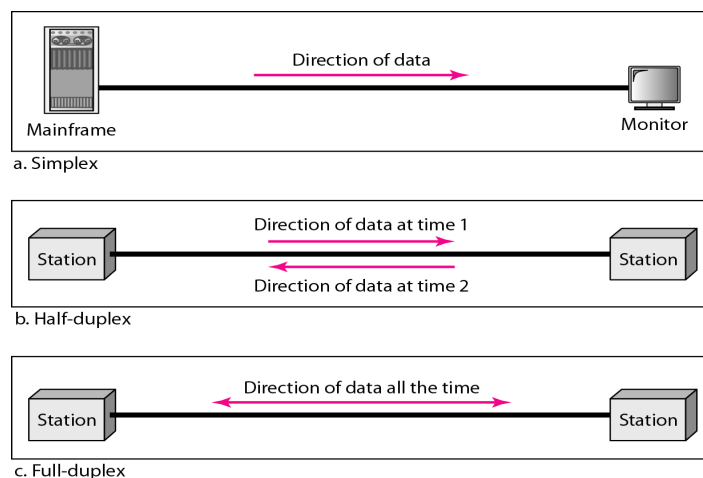 Direction of data
Mainframe
Monitor
a. Simplex
Direction of data at time 1
Station
Station
Direction of data at time 2
b. Half-duplex
Direction of data all the time
Station
Station
c. Full-duplex